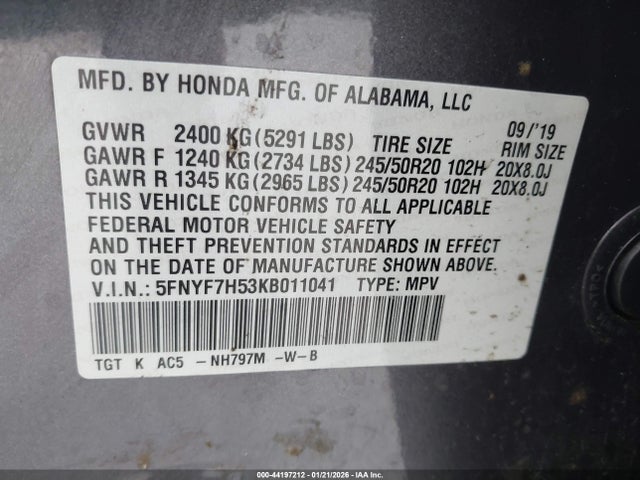 MFD. BY HONDA MFG. OF ALABAMA, LLC
09/'19
GVWR 2400 KG(5291 LBS) TIRE SIZE RIM SIZE
GAWR F 1240 KG(2734 LBS) 245/50R20 102H 20X8.0J
GAWR R 1345 KG(2965 LBS) 245/50R20 102H 20X8.0J
THIS VEHICLE CONFORMS TO ALL APPLICABLE
FEDERAL MOTOR VEHICLE SAFETY
AND THEFT PREVENTION STANDARDS IN EFFECT
ON THE DATE OF MANUFACTURE SHOWN ABOVE.
V.I.N.: 5FNYF7H53KB011041 TYPE: MPV
TGT K AC5 -NH797M -W-B
000-44197212 | 01/21/2026 - IAA Inc.